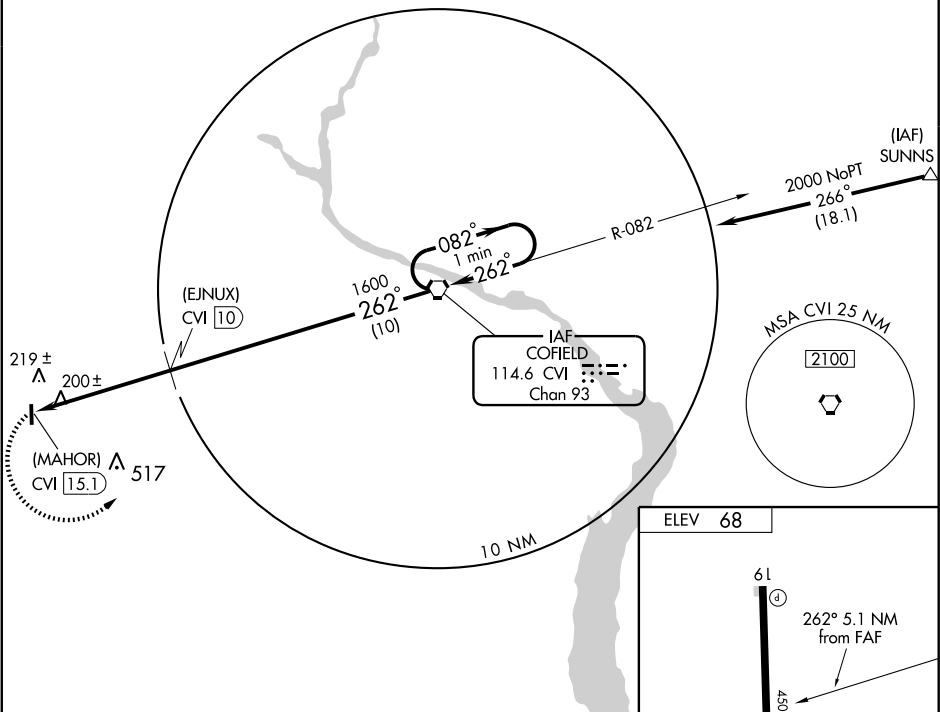 (IAF)
SUNNS
2000 NoPT
266°
(18.1)
R-082
082°
1 min
262°
1600
262°
(10)
(EJNUX)
CVI 10
IAF
COFIELD
114.6 CVI
Chan 93
MSA CVI 25 NM
2100
219 ±
200 ±
(MAHOR)
CVI 15.1
517
10 NM
ELEV 68
19
P
262° 5.1 NM
from FAF
450